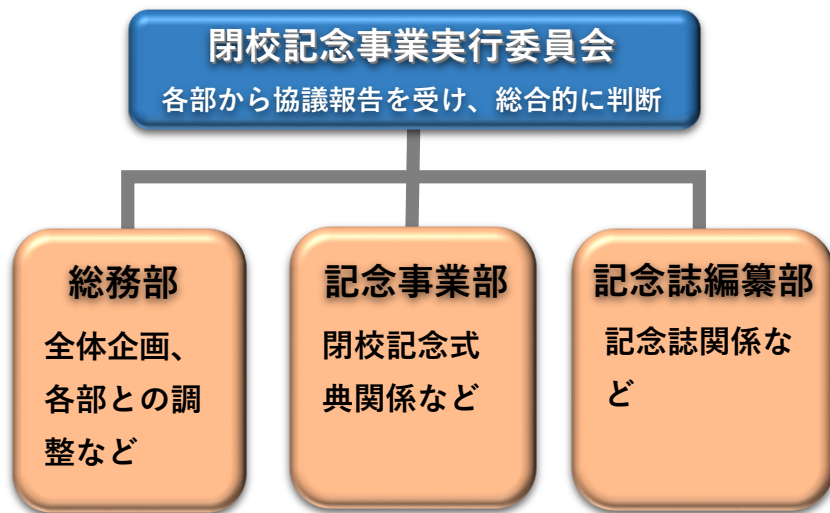 閉校記念事業実行委員会
各部から協議報告を受け、総合的に判断
総務部
全体企画、
各部との調
整など
記念事業部
閉校記念式
典関係など
記念誌編纂部
記念誌関係な
ど